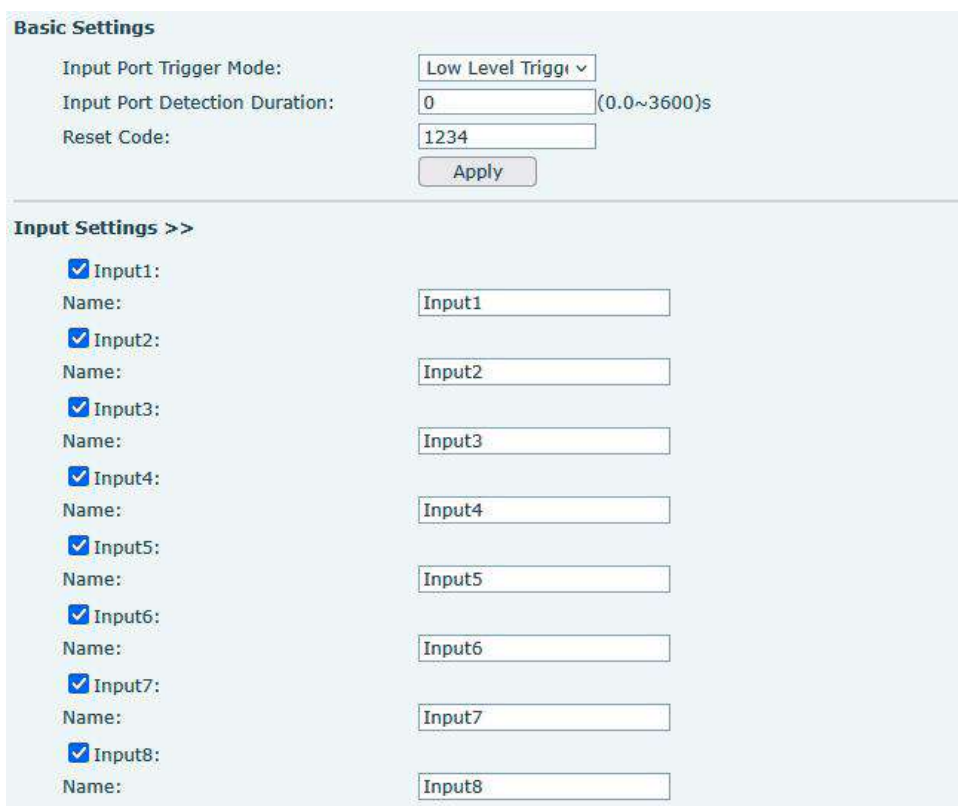 Basic Settings
Input Port Trigger Mode: Low Level Trigge
Input Port Detection Duration: 0 (0.0~3600)s
Reset Code: 1234
Apply
Input Settings >>
Input1:
Name: Input1
Input2:
Name: Input2
Input3:
Name: Input3
Input4:
Name: Input4
Input5:
Name: Input5
Input6:
Name: Input6
Input7:
Name: Input7
Input8:
Name: Input8